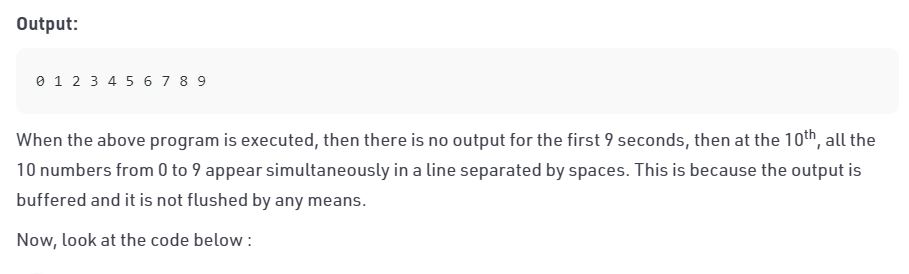 Output:
0 1 2 3 4 5 6 7 8 9
When the above program is executed, then there is no output for the first 9 seconds, then at the 10th, all the
10 numbers from 0 to 9 appear simultaneously in a line separated by spaces. This is because the output is
buffered and it is not flushed by any means.
Now, look at the code below :